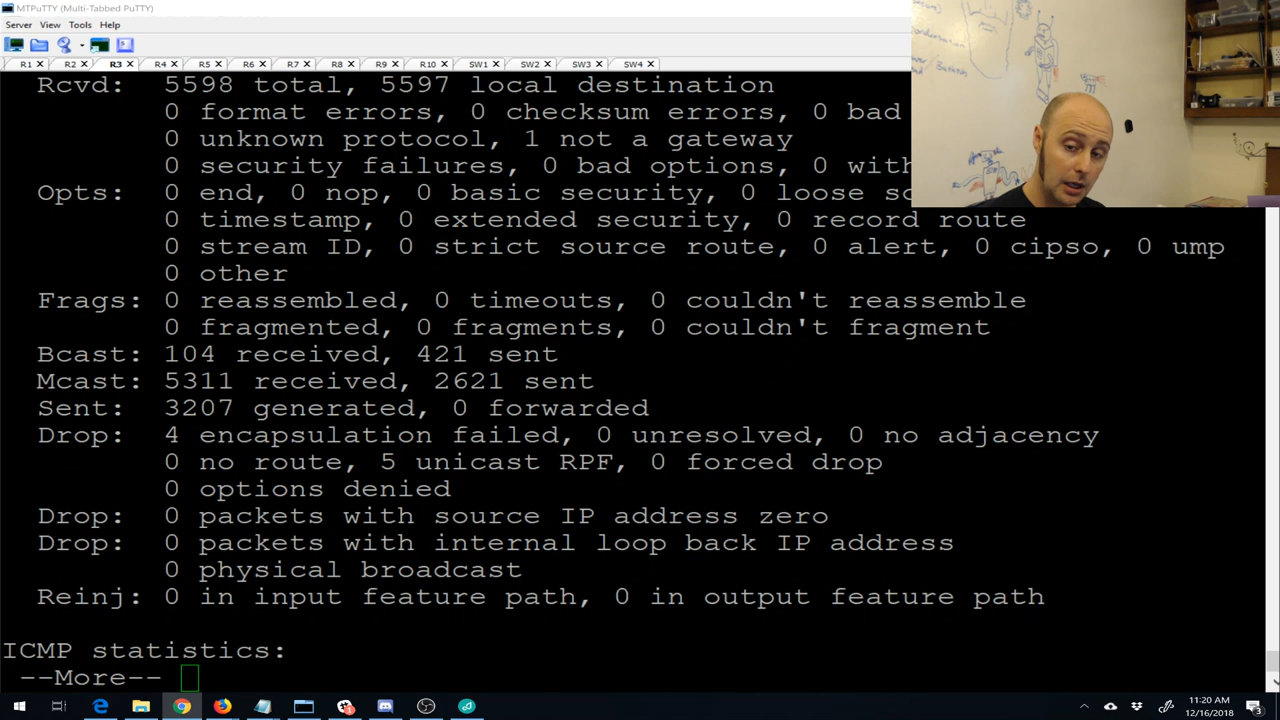 MTPuTTY (Multi-Tabbed PuTTY)
Server View Tools Help
R1 R2 R3 R4 R5 R6 R7 R8 R9 R10 SW1 SW2 SW3 SW4
Rcvd: 5598 total, 5597 local destination
0 format errors, 0 checksum errors, 0 bad
0 unknown protocol, 1 not a gateway
0 security failures, 0 bad options, 0 with
Opts: 0 end, 0 nop, 0 basic security, 0 loose so
0 timestamp, 0 extended security, 0 record route
0 stream ID, 0 strict source route, 0 alert, 0 cipso, 0 ump
0 other
Frags: 0 reassembled, 0 timeouts, 0 couldn't reassemble
0 fragmented, 0 fragments, 0 couldn't fragment
Bcast: 104 received, 421 sent
Mcast: 5311 received, 2621 sent
Sent: 3207 generated, 0 forwarded
Drop: 4 encapsulation failed, 0 unresolved, 0 no adjacency
0 no route, 5 unicast RPF, 0 forced drop
0 options denied
Drop: 0 packets with source IP address zero
Drop: 0 packets with internal loop back IP address
0 physical broadcast
Reinj: 0 in input feature path, 0 in output feature path
ICMP statistics:
--More--
11:20 AM
12/16/2018
3